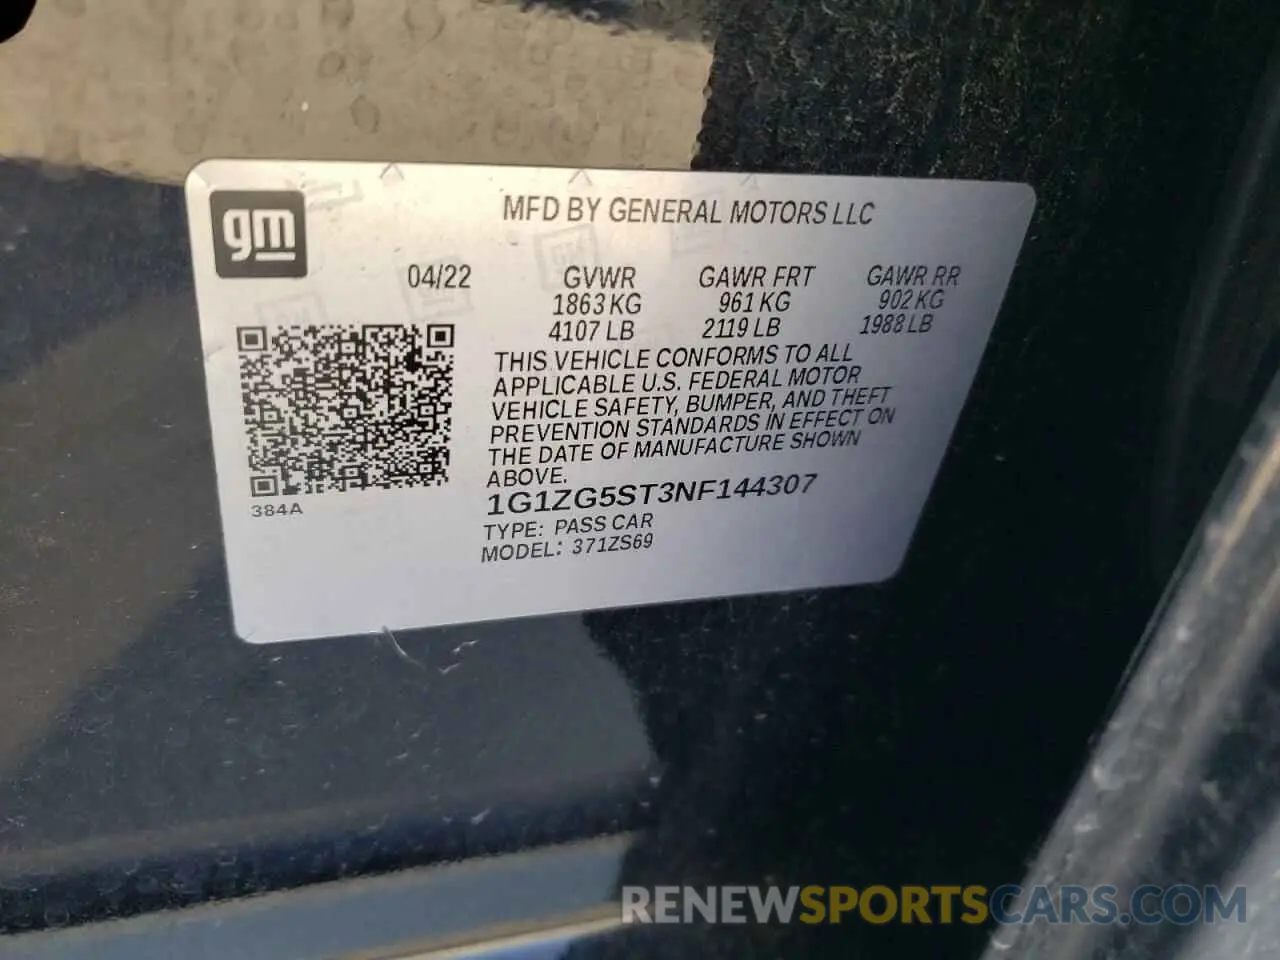 gm
MFD BY GENERAL MOTORS LLC
04/22 GVWR GAWR FRT GAWR RR
1863 KG 961 KG 902 KG
4107 LB 2119 LB 1988 LB
THIS VEHICLE CONFORMS TO ALL
APPLICABLE U.S. FEDERAL MOTOR
VEHICLE SAFETY, BUMPER, AND THEFT
PREVENTION STANDARDS IN EFFECT ON
THE DATE OF MANUFACTURE SHOWN
ABOVE.
1G1ZG5ST3NF144307
384A
TYPE: PASS CAR
MODEL: 371ZS69
RENEWSPORTSCARS.COM